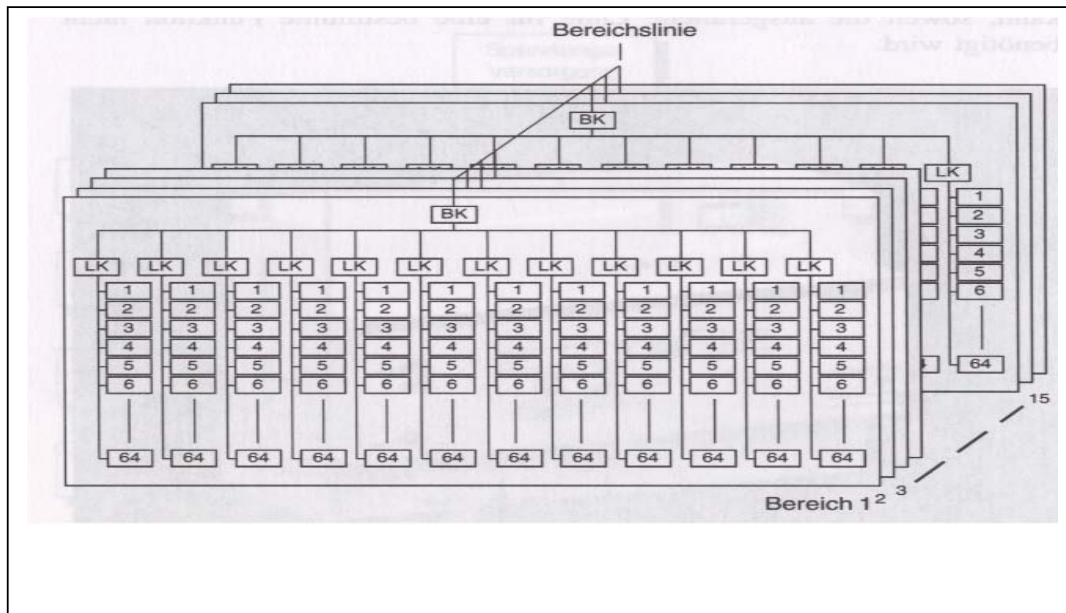 benötigt wird.
Bereichslinie
BK
LK
1
2
3
4
5
6
64
BK
LK LK LK LK LK LK LK LK LK LK LK LK
1 1 1 1 1 1 1 1 1 1 1 1
2 2 2 2 2 2 2 2 2 2 2 2
3 3 3 3 3 3 3 3 3 3 3 3
4 4 4 4 4 4 4 4 4 4 4 4
5 5 5 5 5 5 5 5 5 5 5 5
6 6 6 6 6 6 6 6 6 6 6 6
64 64 64 64 64 64 64 64 64 64 64 64
Bereich 1 2 3 15